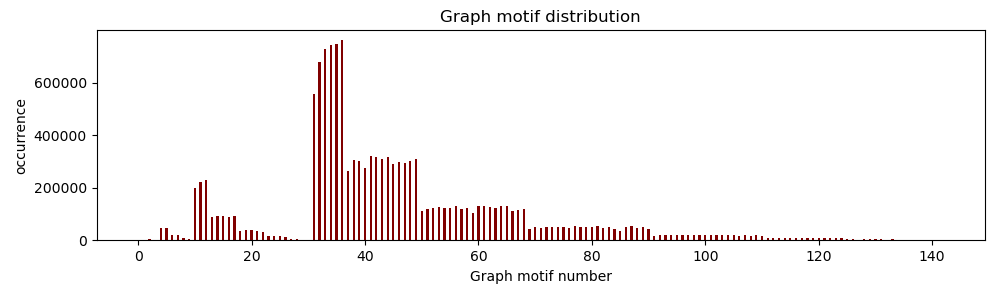 Graph motif distribution
occurrence
600000
400000
200000
0
0 20 40 60 80 100 120 140
Graph motif number